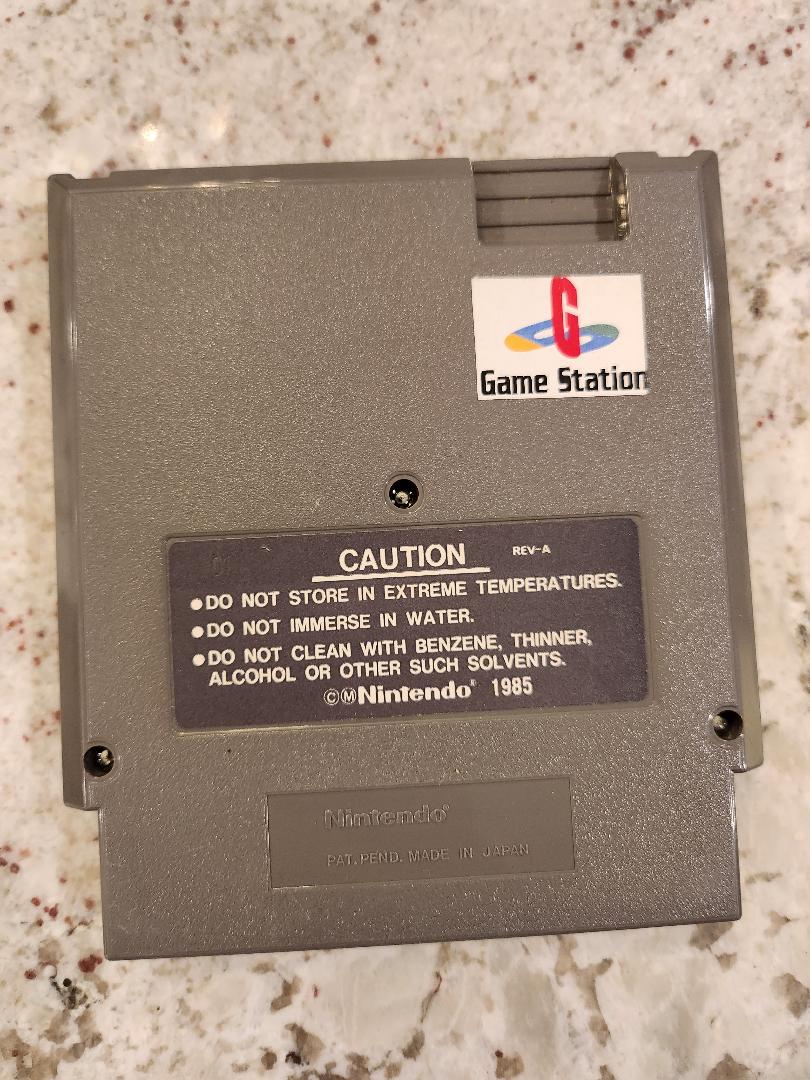 G
Game Station
CAUTION REV-A
●DO NOT STORE IN EXTREME TEMPERATURES.
●DO NOT IMMERSE IN WATER.
●DO NOT CLEAN WITH BENZENE, THINNER,
ALCOHOL OR OTHER SUCH SOLVENTS.
©ⓂNintendo® 1985
Nintendo®
PAT. PEND. MADE IN JAPAN